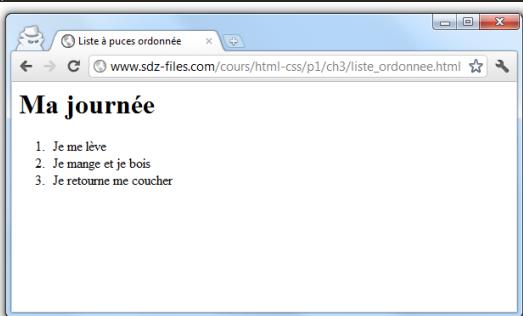 Liste à puces ordonnée
www.sdz-files.com/cours/html-css/p1/ch3/liste_ordonnee.html
Ma journée
1. Je me lève
2. Je mange et je bois
3. Je retourne me coucher